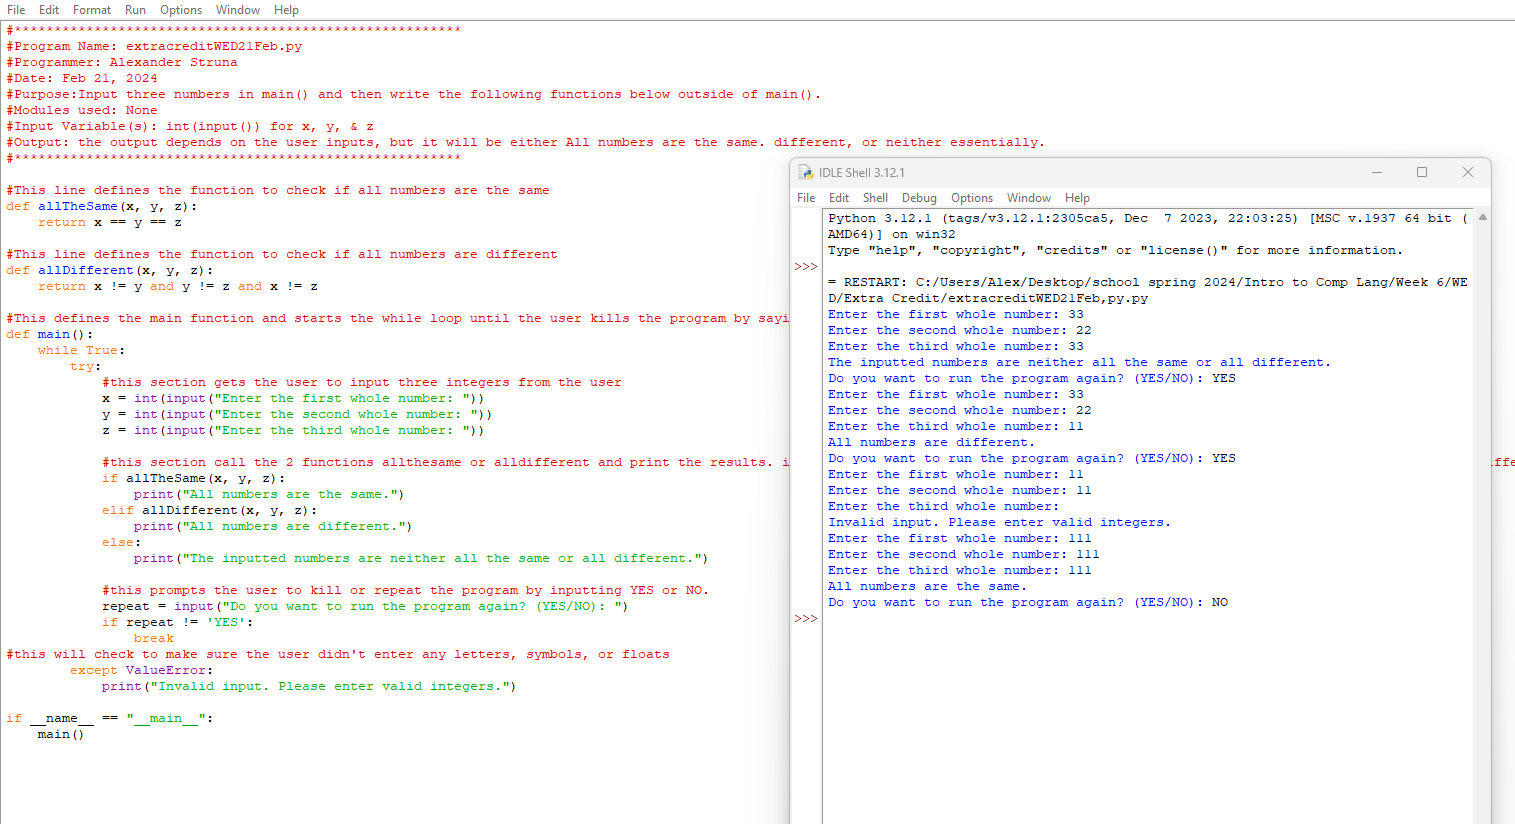 File Edit Format Run Options Window Help
#********************************************************
#Program Name: extracreditWED21Feb.py
#Programmer: Alexander Struna
#Date: Feb 21, 2024
#Purpose:Input three numbers in main() and then write the following functions below outside of main().
#Modules used: None
#Input Variable(s): int(input()) for x, y, & z
#Output: the output depends on the user inputs, but it will be either All numbers are the same. different, or neither essentially.
#********************************************************
#This line defines the function to check if all numbers are the same
def allTheSame(x, y, z):
    return x == y == z
#This line defines the function to check if all numbers are different
def allDifferent(x, y, z):
    return x != y and y != z and x != z
#This defines the main function and starts the while loop until the user kills the program by sayi
def main():
    while True:
        try:
            #this section gets the user to input three integers from the user
            x = int(input("Enter the first whole number: "))
            y = int(input("Enter the second whole number: "))
            z = int(input("Enter the third whole number: "))
            #this section call the 2 functions allthesame or alldifferent and print the results. i
            if allTheSame(x, y, z):
                print("All numbers are the same.")
            elif allDifferent(x, y, z):
                print("All numbers are different.")
            else:
                print("The inputted numbers are neither all the same or all different.")
            #this prompts the user to kill or repeat the program by inputting YES or NO.
            repeat = input("Do you want to run the program again? (YES/NO): ")
            if repeat != 'YES':
                break
#this will check to make sure the user didn't enter any letters, symbols, or floats
        except ValueError:
            print("Invalid input. Please enter valid integers.")
if __name__ == "__main__":
    main()
IDLE Shell 3.12.1
File Edit Shell Debug Options Window Help
Python 3.12.1 (tags/v3.12.1:2305ca5, Dec  7 2023, 22:03:25) [MSC v.1937 64 bit (
AMD64)] on win32
Type "help", "copyright", "credits" or "license()" for more information.
>>>
= RESTART: C:/Users/Alex/Desktop/school spring 2024/Intro to Comp Lang/Week 6/WE
D/Extra Credit/extracreditWED21Feb,py.py
Enter the first whole number: 33
Enter the second whole number: 22
Enter the third whole number: 33
The inputted numbers are neither all the same or all different.
Do you want to run the program again? (YES/NO): YES
Enter the first whole number: 33
Enter the second whole number: 22
Enter the third whole number: 11
All numbers are different.
Do you want to run the program again? (YES/NO): YES
Enter the first whole number: 11
Enter the second whole number: 11
Enter the third whole number:
Invalid input. Please enter valid integers.
Enter the first whole number: 111
Enter the second whole number: 111
Enter the third whole number: 111
All numbers are the same.
Do you want to run the program again? (YES/NO): NO
>>>